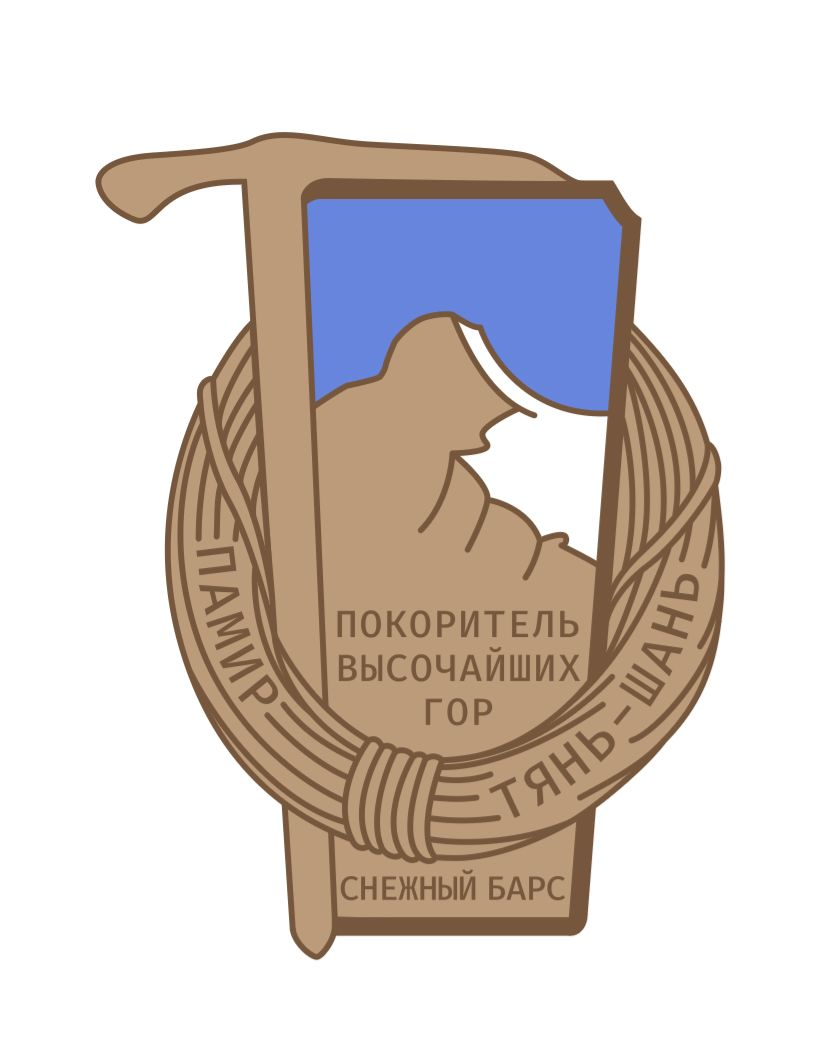 ПОКОРИТЕЛЬ
ВЫСОЧАЙШИХ
ГОР
ПАМИР
ТЯНЬ-ШАНЬ
СНЕЖНЫЙ БАРС